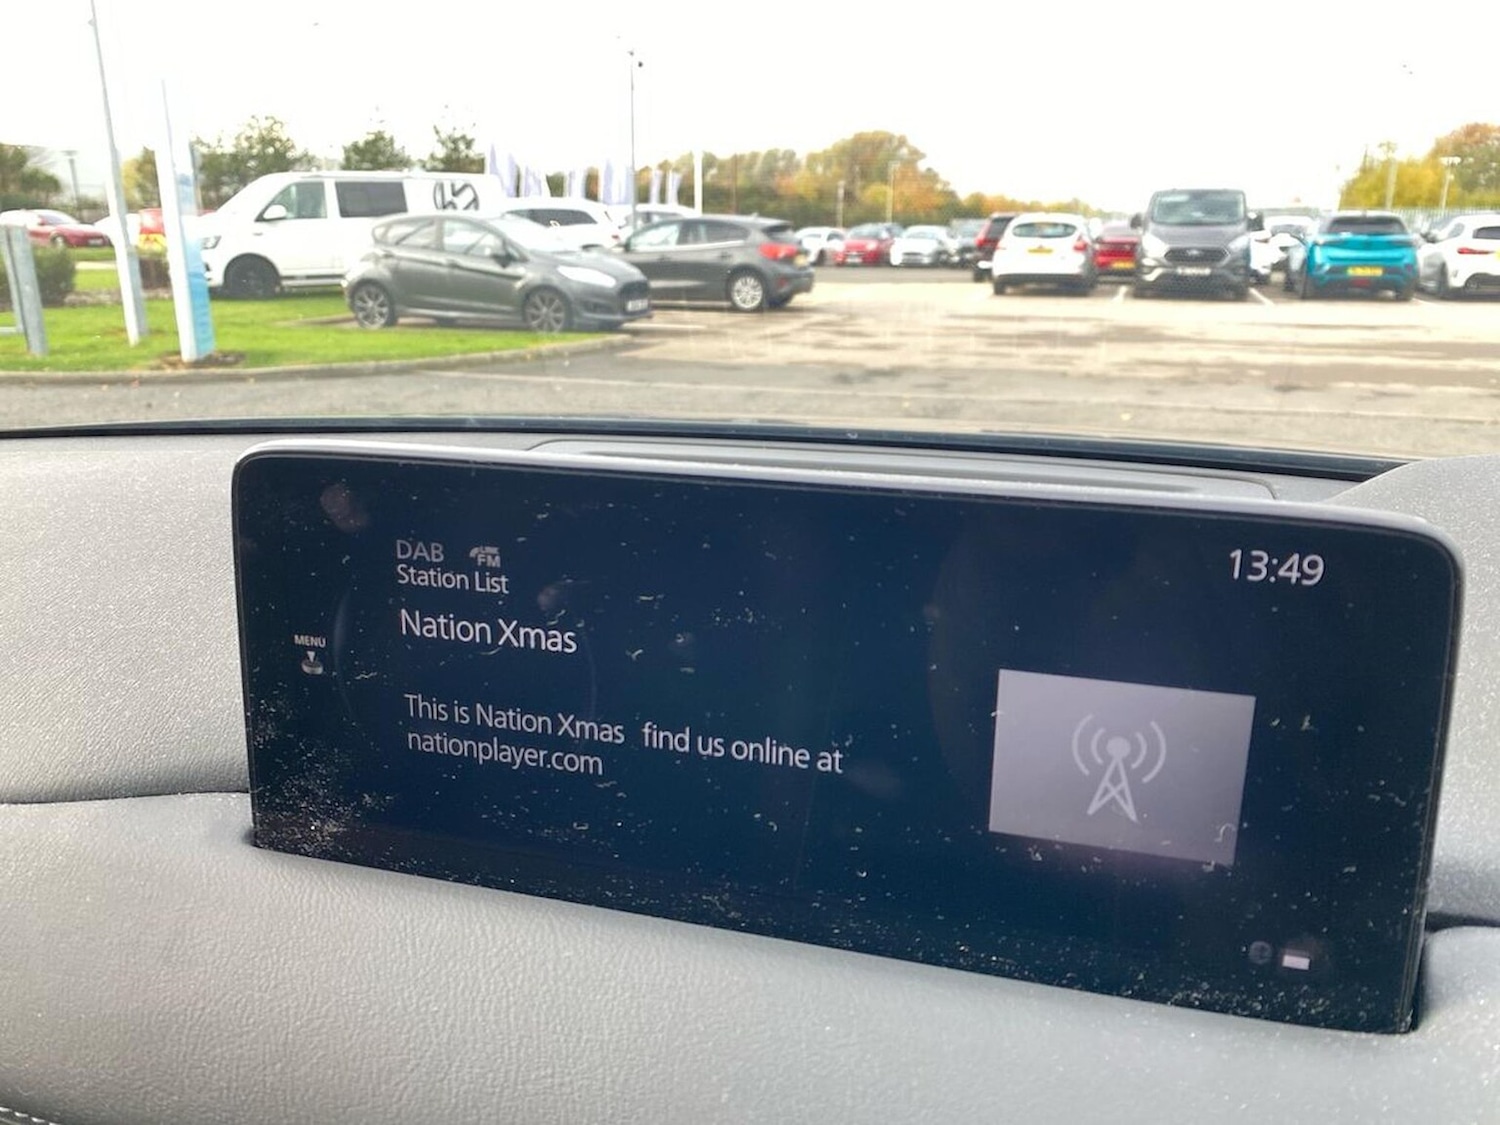 DAB LINK FM
13:49
Station List
Nation Xmas
MENU
This is Nation Xmas find us online at
nationplayer.com